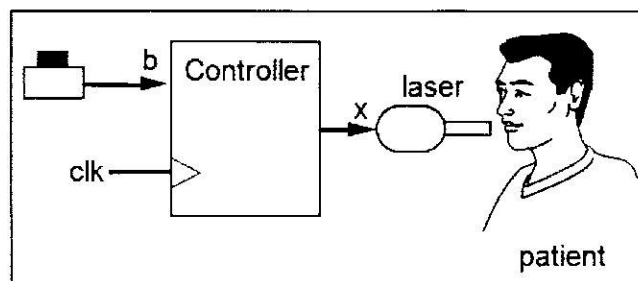 b
Controller
laser
x
clk
patient